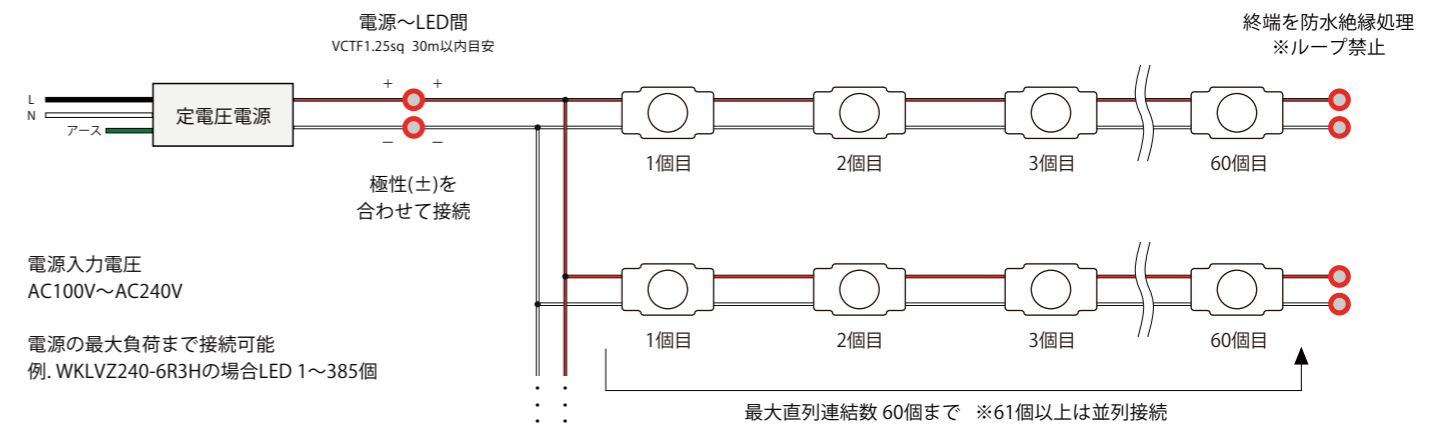 電源～LED間
VCTF1.25sq 30m以内目安
終端を防水絶縁処理
※ループ禁止
L
N
アース
定電圧電源
+ +
− −
1個目
2個目
3個目
60個目
極性(±)を
合わせて接続
電源入力電圧
AC100V～AC240V
電源の最大負荷まで接続可能
例. WKLVZ240-6R3Hの場合LED 1～385個
1個目
2個目
3個目
60個目
最大直列連結数 60個まで ※61個以上は並列接続